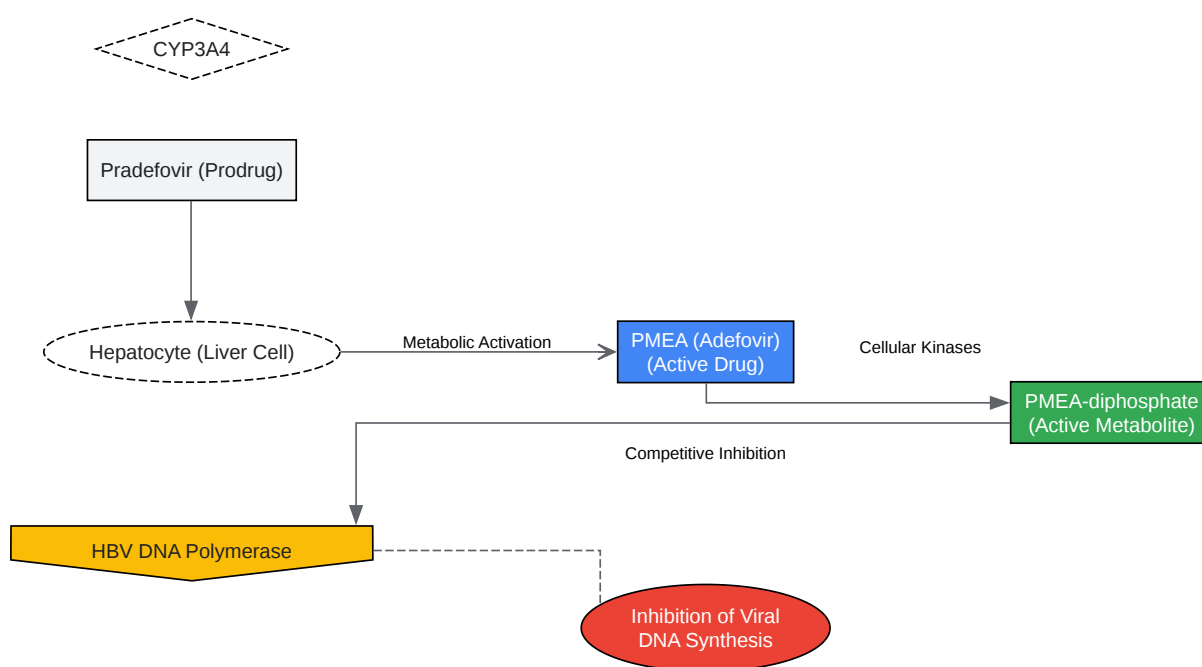 CYP3A4
Pradefovir (Prodrug)
Hepatocyte (Liver Cell)
Metabolic Activation
PMEA (Adefovir)
(Active Drug)
Cellular Kinases
PMEA-diphosphate
(Active Metabolite)
Competitive Inhibition
HBV DNA Polymerase
Inhibition of Viral
DNA Synthesis